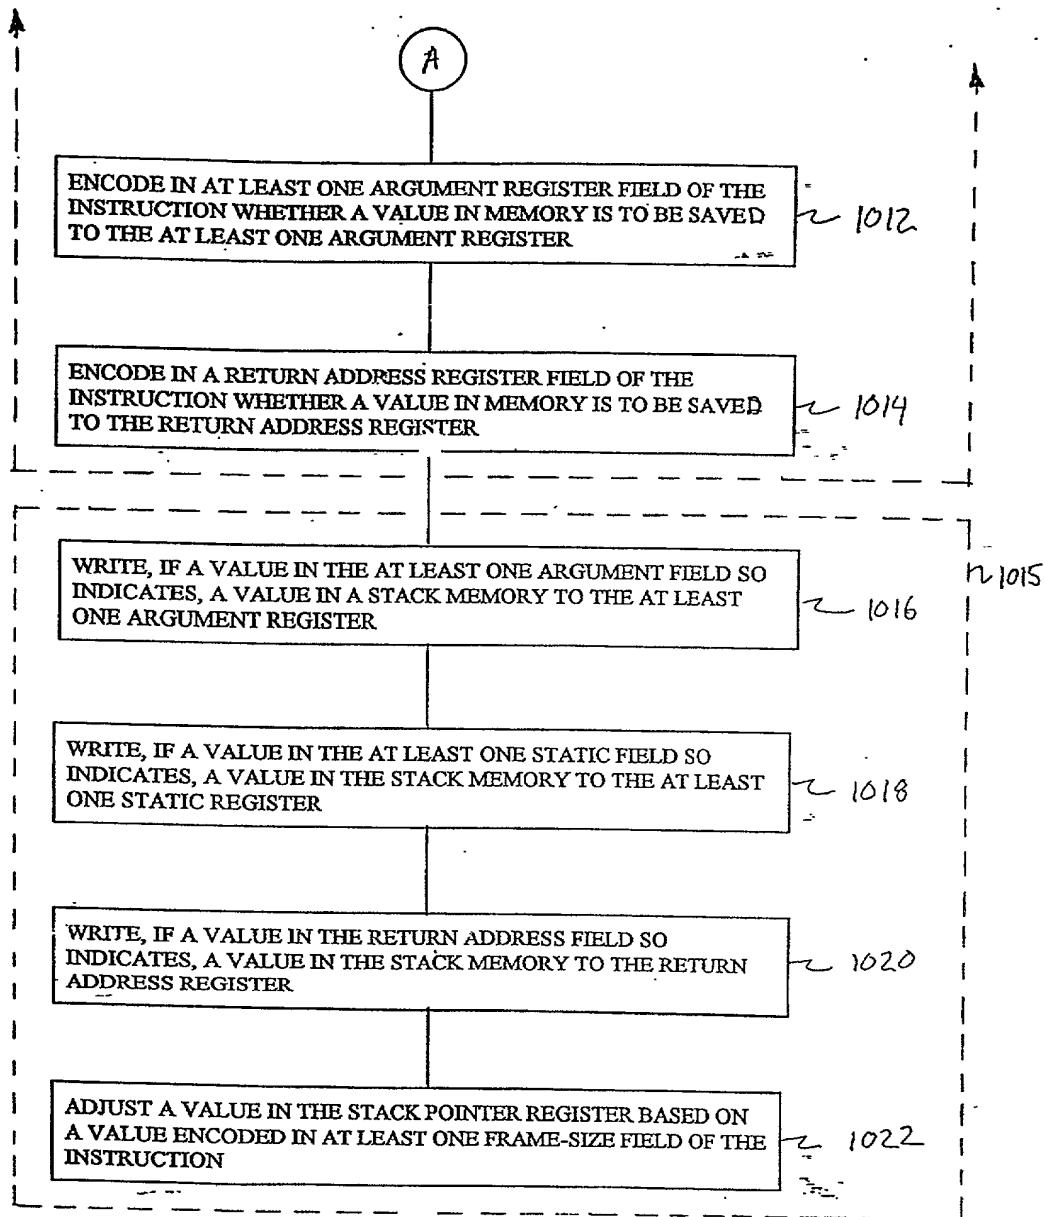 A
ENCODE IN AT LEAST ONE ARGUMENT REGISTER FIELD OF THE
INSTRUCTION WHETHER A VALUE IN MEMORY IS TO BE SAVED
TO THE AT LEAST ONE ARGUMENT REGISTER
1012
ENCODE IN A RETURN ADDRESS REGISTER FIELD OF THE
INSTRUCTION WHETHER A VALUE IN MEMORY IS TO BE SAVED
TO THE RETURN ADDRESS REGISTER
1014
1015
WRITE, IF A VALUE IN THE AT LEAST ONE ARGUMENT FIELD SO
INDICATES, A VALUE IN A STACK MEMORY TO THE AT LEAST
ONE ARGUMENT REGISTER
1016
WRITE, IF A VALUE IN THE AT LEAST ONE STATIC FIELD SO
INDICATES, A VALUE IN THE STACK MEMORY TO THE AT LEAST
ONE STATIC REGISTER
1018
WRITE, IF A VALUE IN THE RETURN ADDRESS FIELD SO
INDICATES, A VALUE IN THE STACK MEMORY TO THE RETURN
ADDRESS REGISTER
1020
ADJUST A VALUE IN THE STACK POINTER REGISTER BASED ON
A VALUE ENCODED IN AT LEAST ONE FRAME-SIZE FIELD OF THE
INSTRUCTION
1022